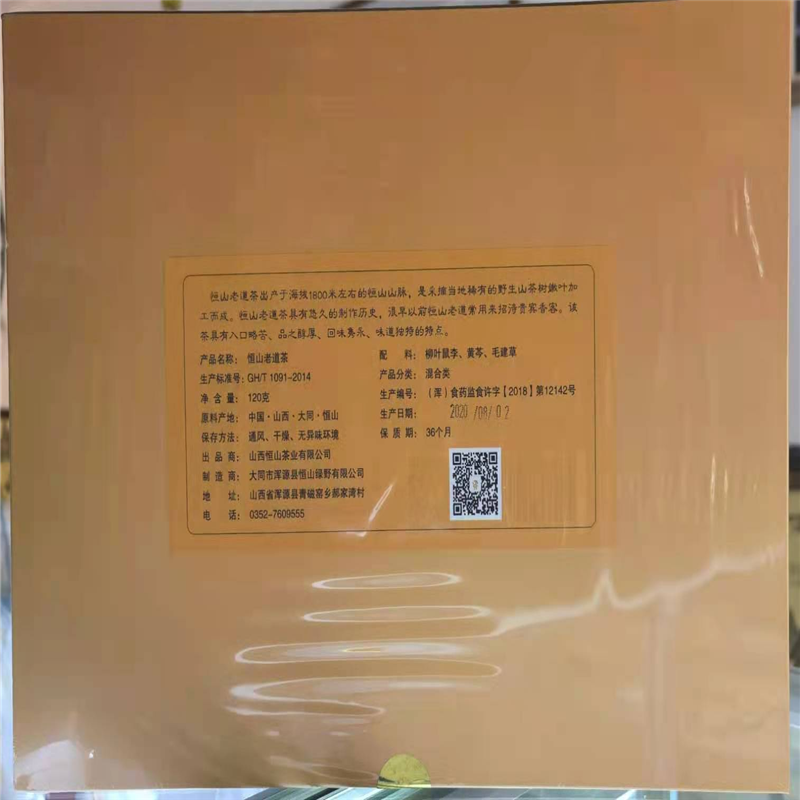 恒山老道茶出产于海拔1800米左右的恒山山脉，是采摘当地稀有的野生山茶树嫩叶加
工而成。恒山老道茶具有悠久的制作历史，很早以前恒山老道常用来招待贵宾香客。该
茶具有入口略苦、品之醇厚、回味隽永、味道独特的特点。
产品名称：恒山老道茶
生产标准号：GH/T 1091-2014
净 含 量：120克
原料产地：中国·山西·大同·恒山
保存方法：通风、干燥、无异味环境
出 品 商：山西恒山茶业有限公司
制 造 商：大同市浑源县恒山绿野有限公司
地 址：山西省浑源县青磁窑乡郝家湾村
电 话：0352-7609555
配 料：柳叶鼠李、黄芩、毛建草
产品分类：混合类
生产编号：（浑）食药监食许字【2018】第12142号
生产日期：2020/08/02
保 质 期：36个月